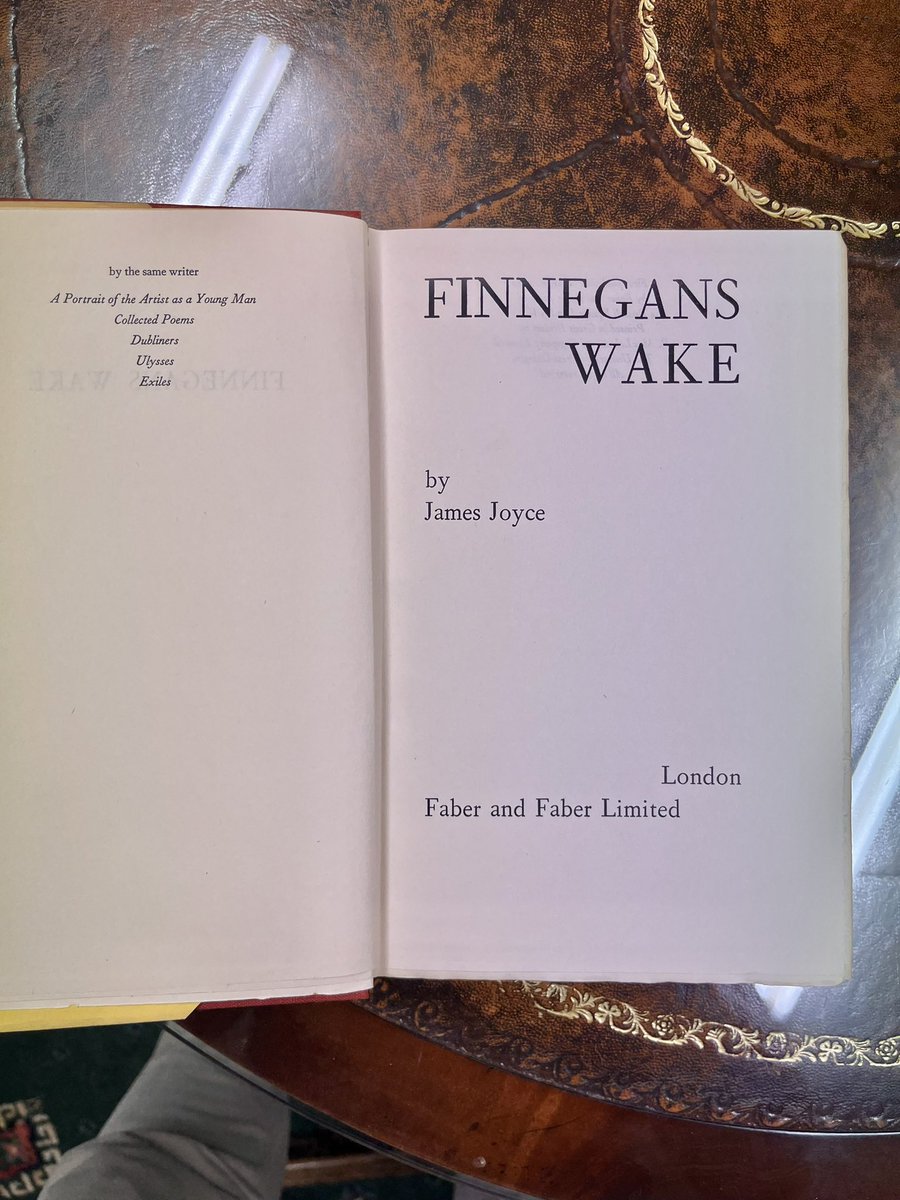 by the same writer
A Portrait of the Artist as a Young Man
Collected Poems
Dubliners
Ulysses
Exiles
FINNEGANS
WAKE
by
James Joyce
London
Faber and Faber Limited